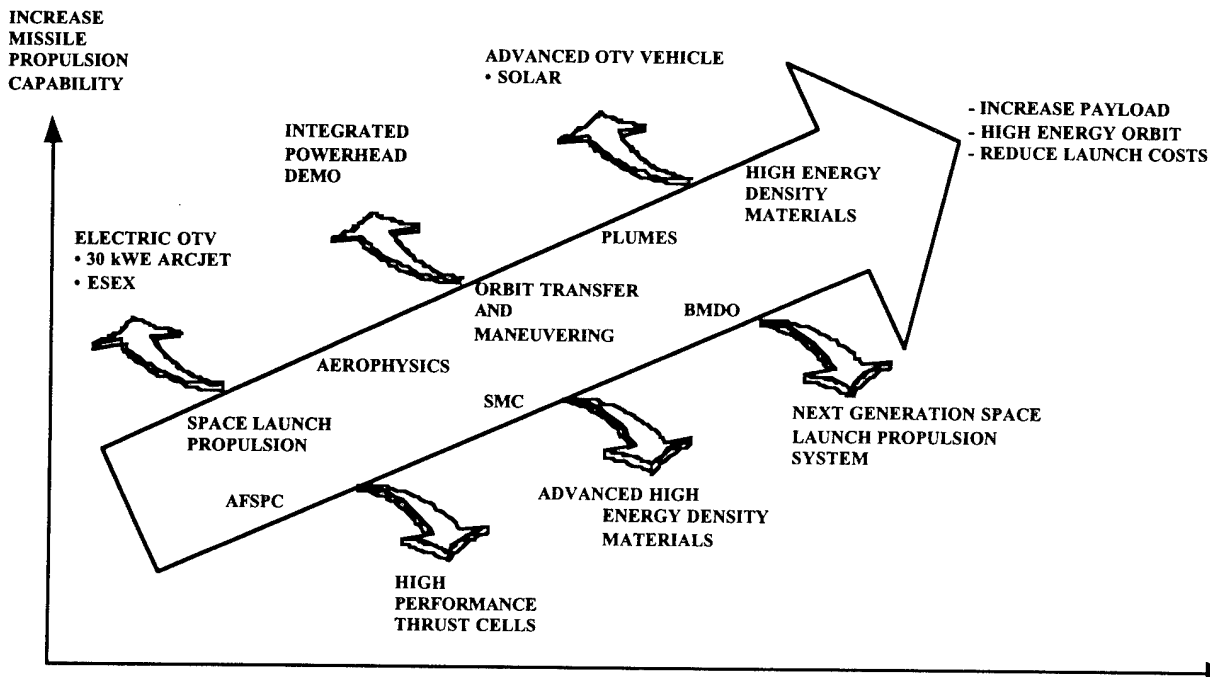 INCREASE
MISSILE
PROPULSION
CAPABILITY
ADVANCED OTV VEHICLE
• SOLAR
- INCREASE PAYLOAD
- HIGH ENERGY ORBIT
- REDUCE LAUNCH COSTS
INTEGRATED
POWERHEAD
DEMO
HIGH ENERGY
DENSITY
MATERIALS
ELECTRIC OTV
• 30 kWE ARCJET
• ESEX
PLUMES
ORBIT TRANSFER
AND
MANEUVERING
BMDO
AEROPHYSICS
SMC
SPACE LAUNCH
PROPULSION
NEXT GENERATION SPACE
LAUNCH PROPULSION
SYSTEM
AFSPC
ADVANCED HIGH
ENERGY DENSITY
MATERIALS
HIGH
PERFORMANCE
THRUST CELLS